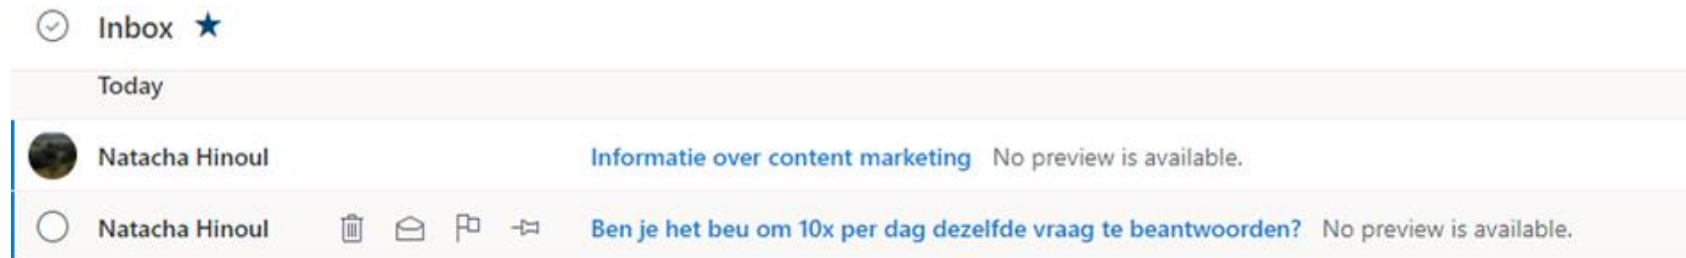 Inbox
Today
Natacha Hinoul Informatie over content marketing No preview is available.
Natacha Hinoul Ben je het beu om 10x per dag dezelfde vraag te beantwoorden? No preview is available.